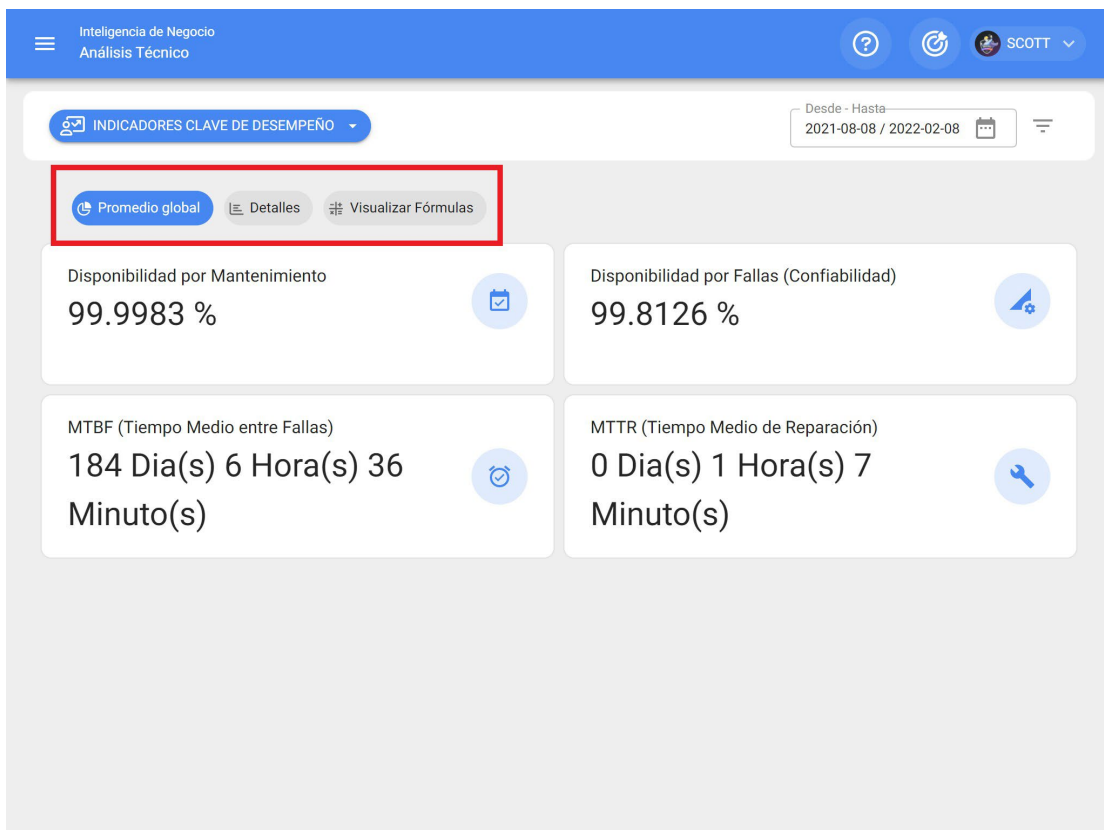 Inteligencia de Negocio
Análisis Técnico
SCOTT
INDICADORES CLAVE DE DESEMPEÑO
Desde - Hasta
2021-08-08 / 2022-02-08
Promedio global
Detalles
Visualizar Fórmulas
Disponibilidad por Mantenimiento
99.9983 %
Disponibilidad por Fallas (Confiabilidad)
99.8126 %
MTBF (Tiempo Medio entre Fallas)
184 Dia(s) 6 Hora(s) 36
Minuto(s)
MTTR (Tiempo Medio de Reparación)
0 Dia(s) 1 Hora(s) 7
Minuto(s)